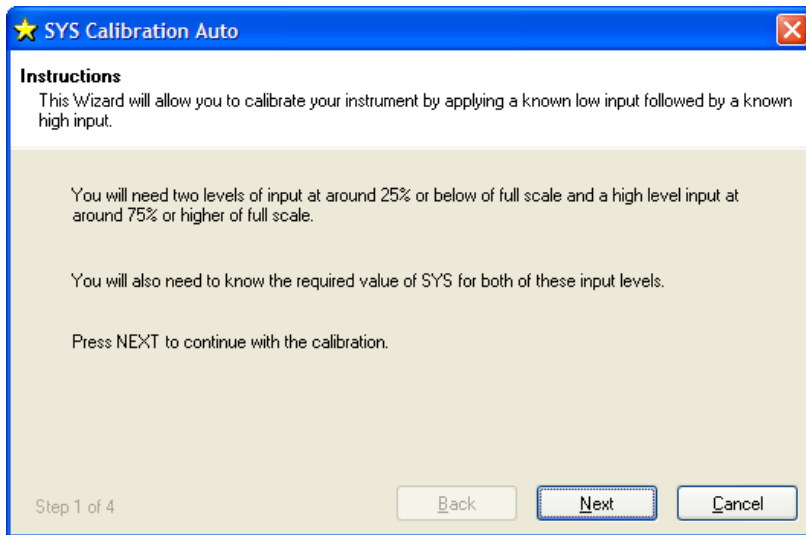 SYS Calibration Auto
Instructions
This Wizard will allow you to calibrate your instrument by applying a known low input followed by a known
high input.
You will need two levels of input at around 25% or below of full scale and a high level input at
around 75% or higher of full scale.
You will also need to know the required value of SYS for both of these input levels.
Press NEXT to continue with the calibration.
Step 1 of 4
Back
Next
Cancel